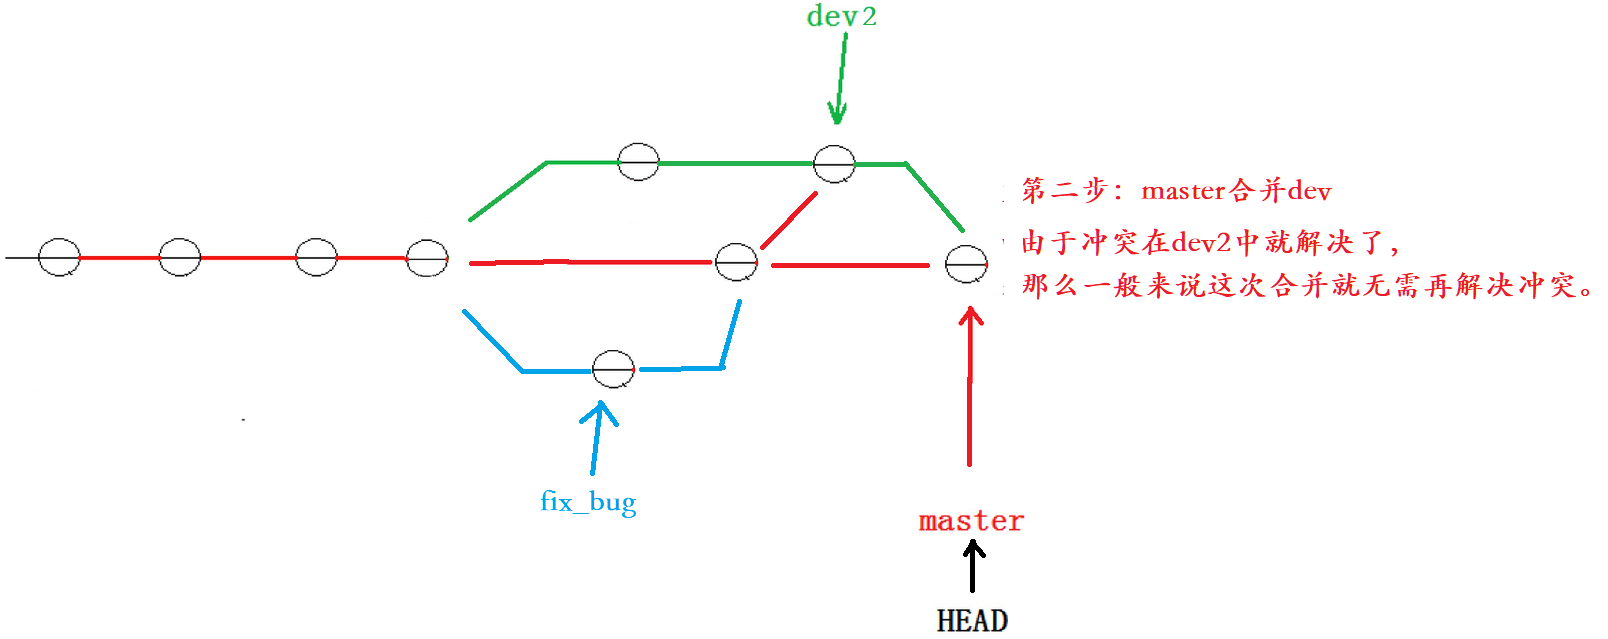 dev2
第二步：master合并dev
由于冲突在dev2中就解决了，
那么一般来说这次合并就无需再解决冲突。
fix_bug
master
HEAD